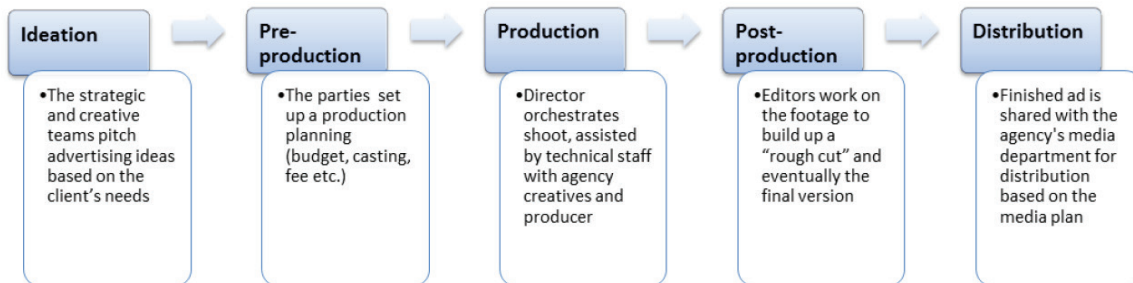 Ideation
•The strategic
and creative
teams pitch
advertising ideas
based on the
client's needs
Pre-
production
•The parties set
up a production
planning
(budget, casting,
fee etc.)
Production
•Director
orchestrates
shoot, assisted
by technical staff
with agency
creatives and
producer
Post-
production
•Editors work on
the footage to
build up a
“rough cut” and
eventually the
final version
Distribution
•Finished ad is
shared with the
agency's media
department for
distribution
based on the
media plan